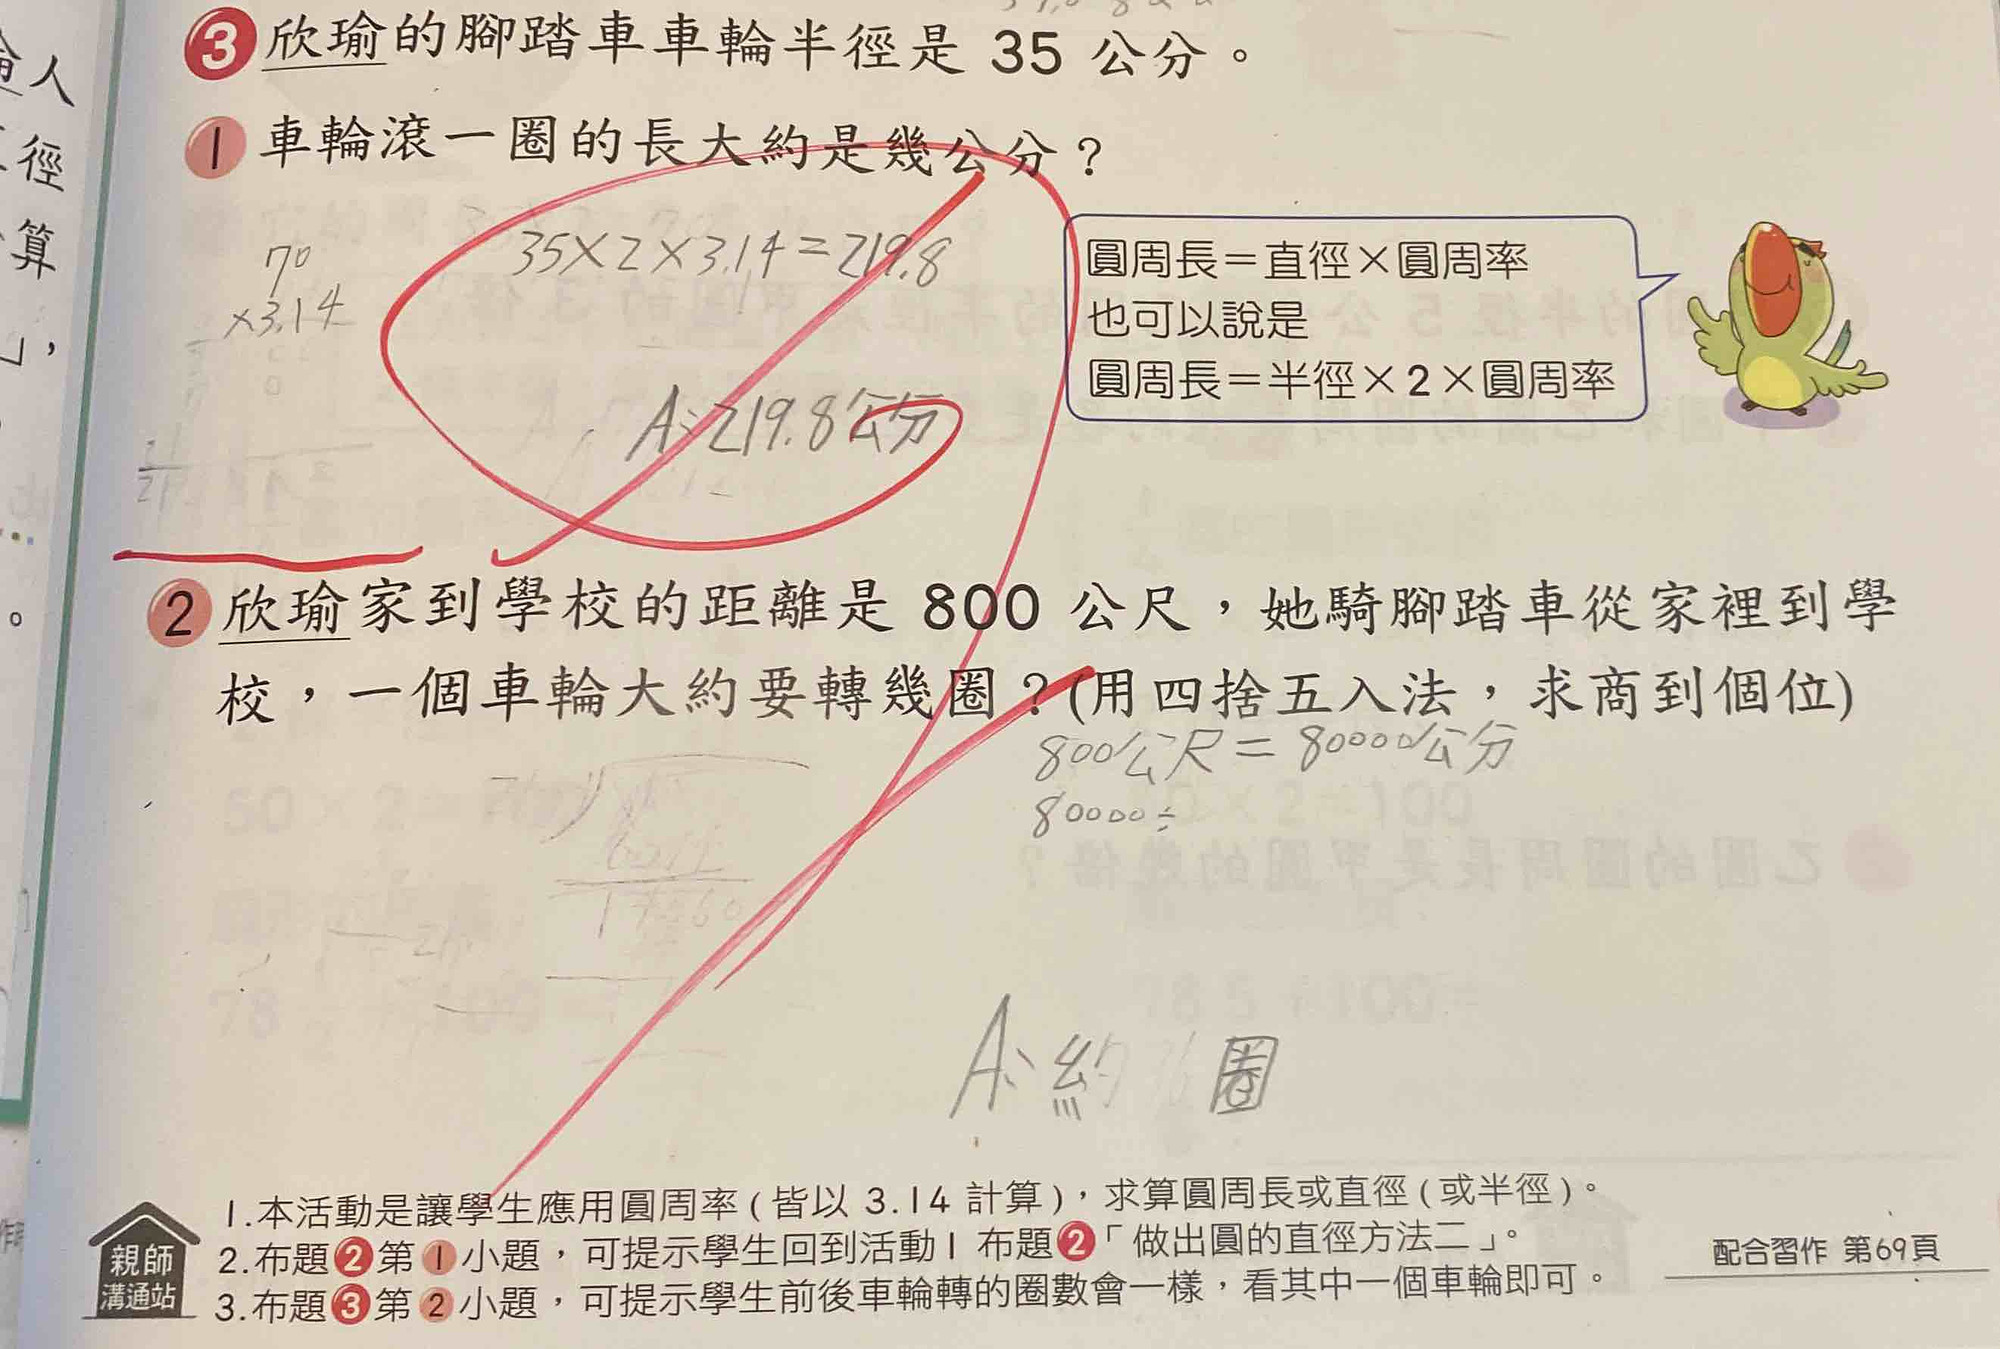 3 欣瑜的腳踏車車輪半徑是 35 公分。
1 車輪滾一圈的長大約是幾公分?
70
×3.14
35×2×3.14=219.8
A:219.8公分
圓周長=直徑×圓周率
也可以說是
圓周長=半徑×2×圓周率
2 欣瑜家到學校的距離是 800 公尺,她騎腳踏車從家裡到學
校,一個車輪大約要轉幾圈?(用四捨五入法,求商到個位)
800公尺=80000公分
80000÷
A:約 圈
親師
溝通站
1.本活動是讓學生應用圓周率(皆以 3.14 計算),求算圓周長或直徑(或半徑)。
2.布題2第1小題,可提示學生回到活動1 布題2「做出圓的直徑方法二」。
3.布題3第2小題,可提示學生前後車輪轉的圈數會一樣,看其中一個車輪即可。
配合習作 第69頁
人
徑
算